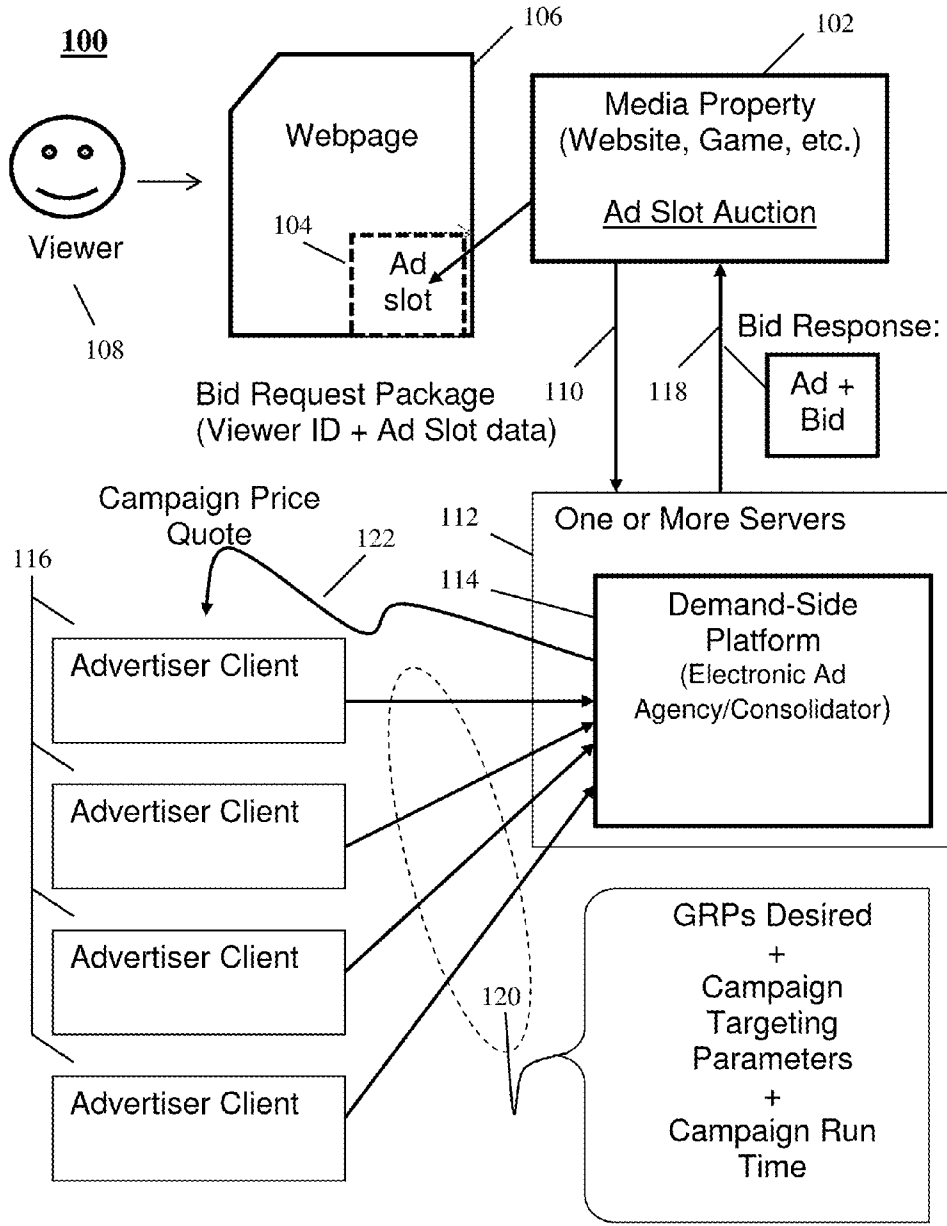 100
106
102
Webpage
Media Property
(Website, Game, etc.)
Ad Slot Auction
104
Ad
slot
Viewer
108
Bid Request Package
(Viewer ID + Ad Slot data)
110
118
Bid Response:
Ad +
Bid
Campaign Price
Quote
122
116
112
One or More Servers
114
Demand-Side
Platform
(Electronic Ad
Agency/Consolidator)
Advertiser Client
Advertiser Client
Advertiser Client
Advertiser Client
120
GRPs Desired
+
Campaign
Targeting
Parameters
+
Campaign Run
Time